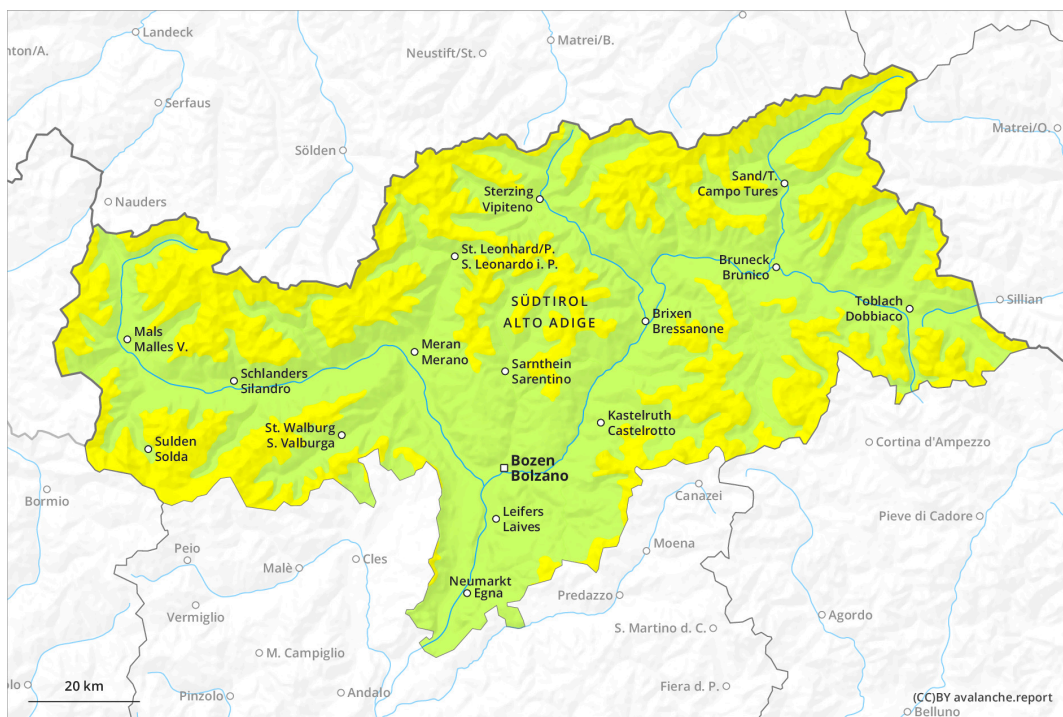 Landeck
nton/A.
Neustift/St.
Matrei/B.
Serfaus
Matrei/O.
Sölden
Nauders
Sand/T.
Campo Tures
Sterzing
Vipiteno
St. Leonhard/P.
S. Leonardo i. P.
Bruneck
Brunico
SÜDTIROL
ALTO ADIGE
Toblach
Dobbiaco
Sillian
Brixen
Bressanone
Mals
Malles V.
Meran
Merano
Sarnthein
Sarentino
Schlanders
Silandro
St. Walburg
S. Valburga
Kastelruth
Castelrotto
Sulden
Solda
Cortina d'Ampezzo
Bozen
Bolzano
Bormio
Canazei
Leifers
Laives
Pieve di Cadore
Peio
Cles
Moena
Malè
Neumarkt
Egna
Predazzo
Vermiglio
Agordo
S. Martino d. C.
M. Campiglio
olo
20 km
Pinzolo
Andalo
Fiera d. P.
(CC)BY avalanche.report
Belluno